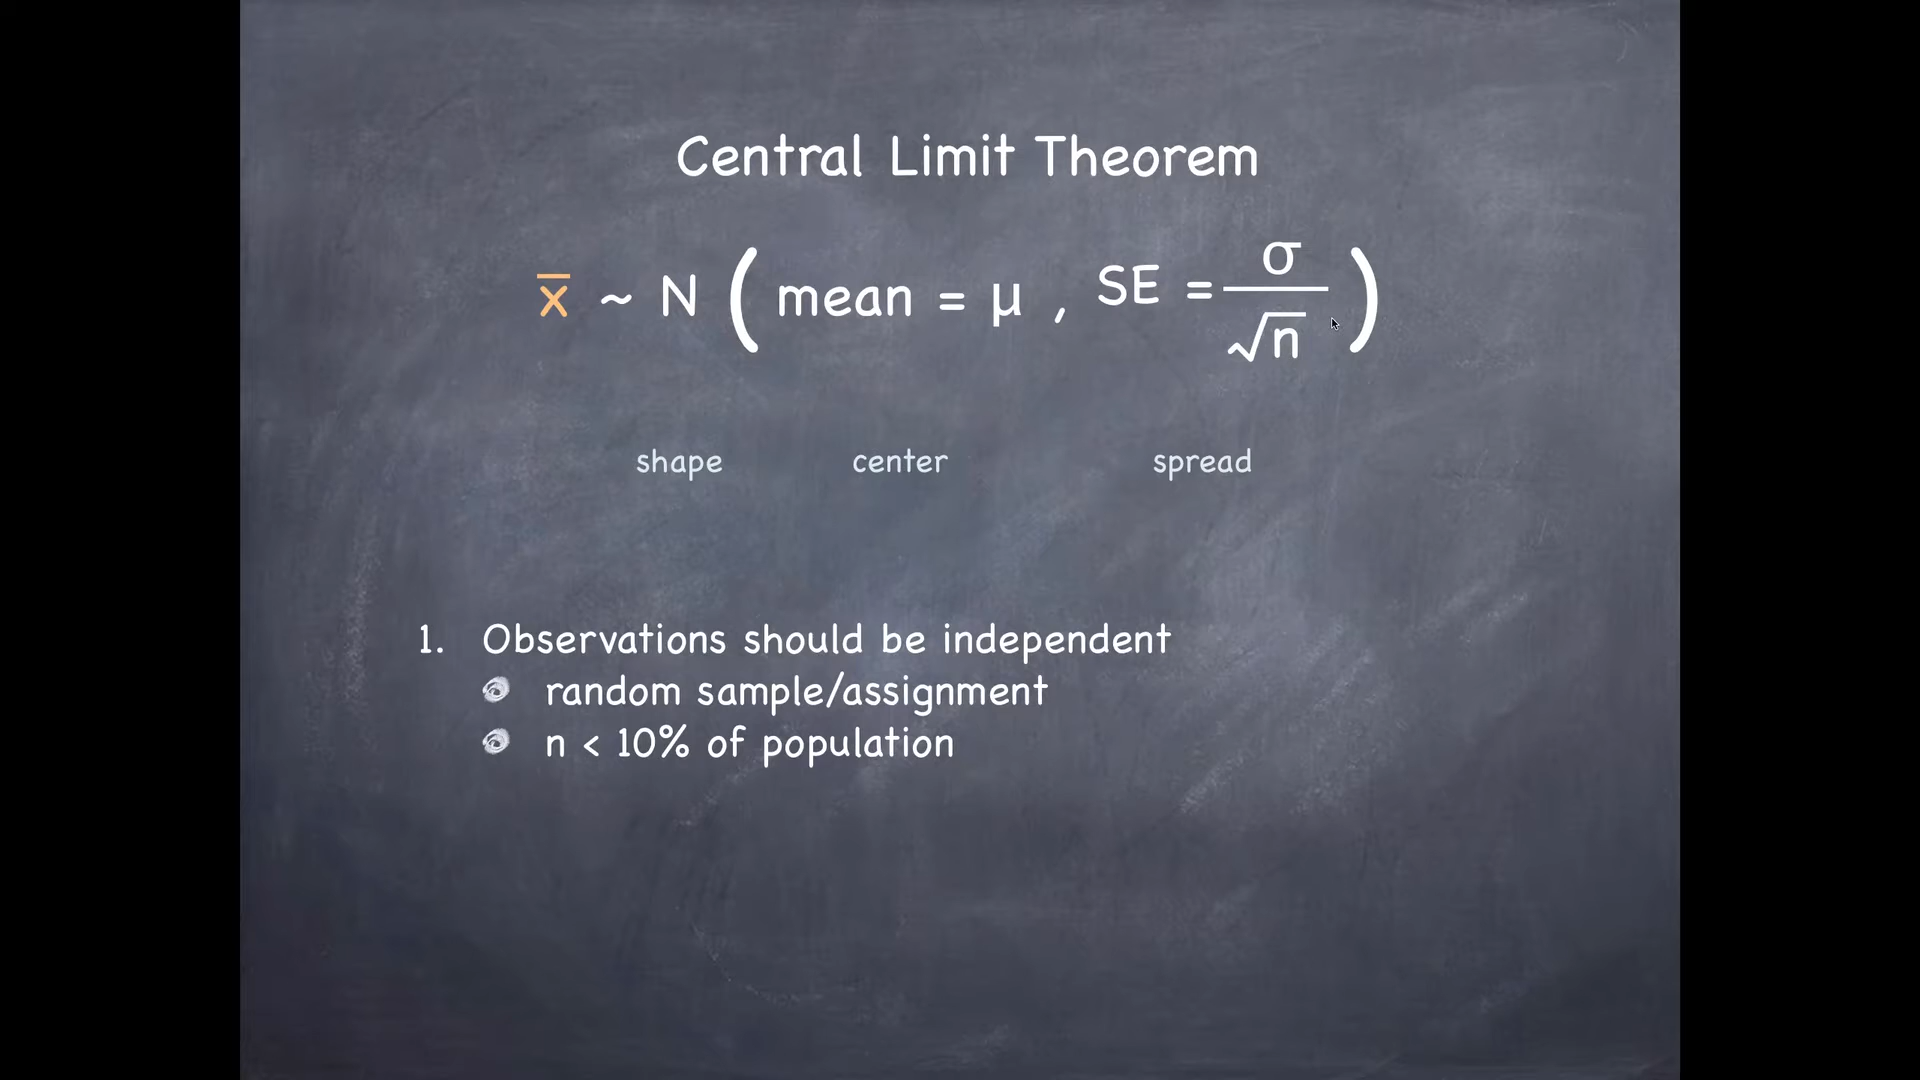 Central Limit Theorem
x̅ ~ N ( mean = μ , SE = σ / √n )
shape center spread
1. Observations should be independent
random sample/assignment
n < 10% of population